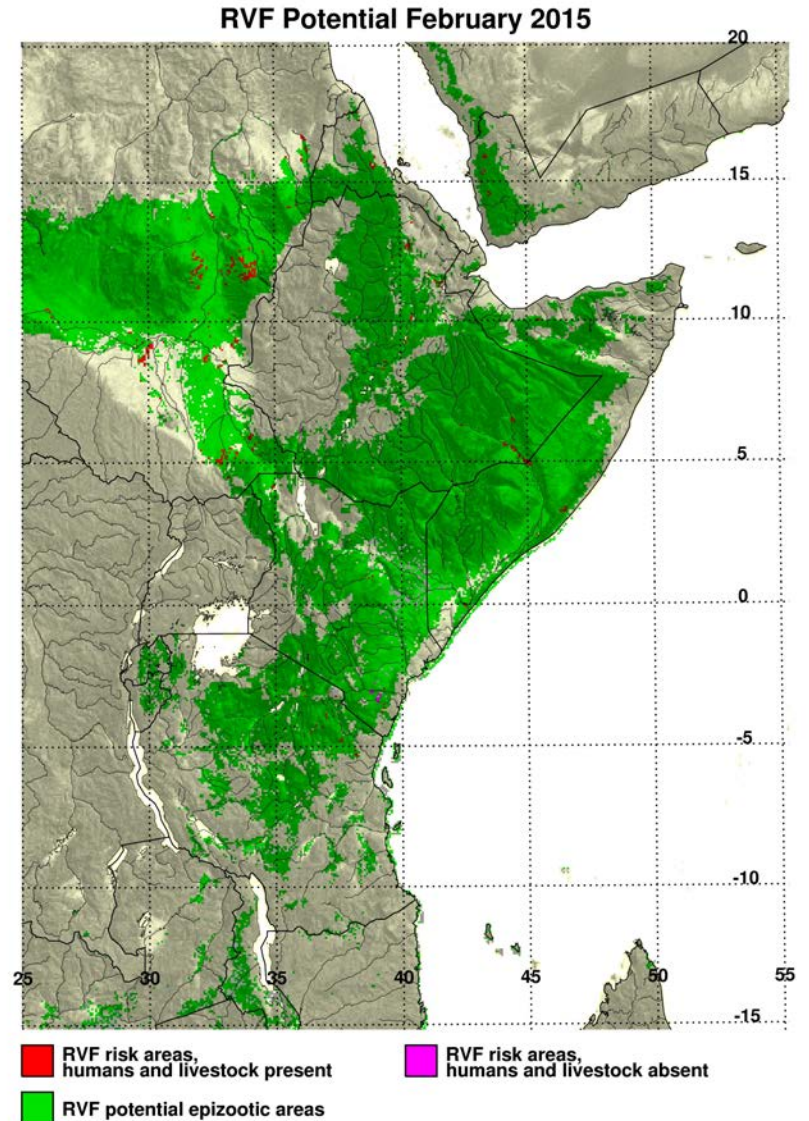 RVF Potential February 2015
20
15
10
5
0
-5
-10
25 30 35 40 45 50 55
-15
RVF risk areas,
humans and livestock present
RVF risk areas,
humans and livestock absent
RVF potential epizootic areas